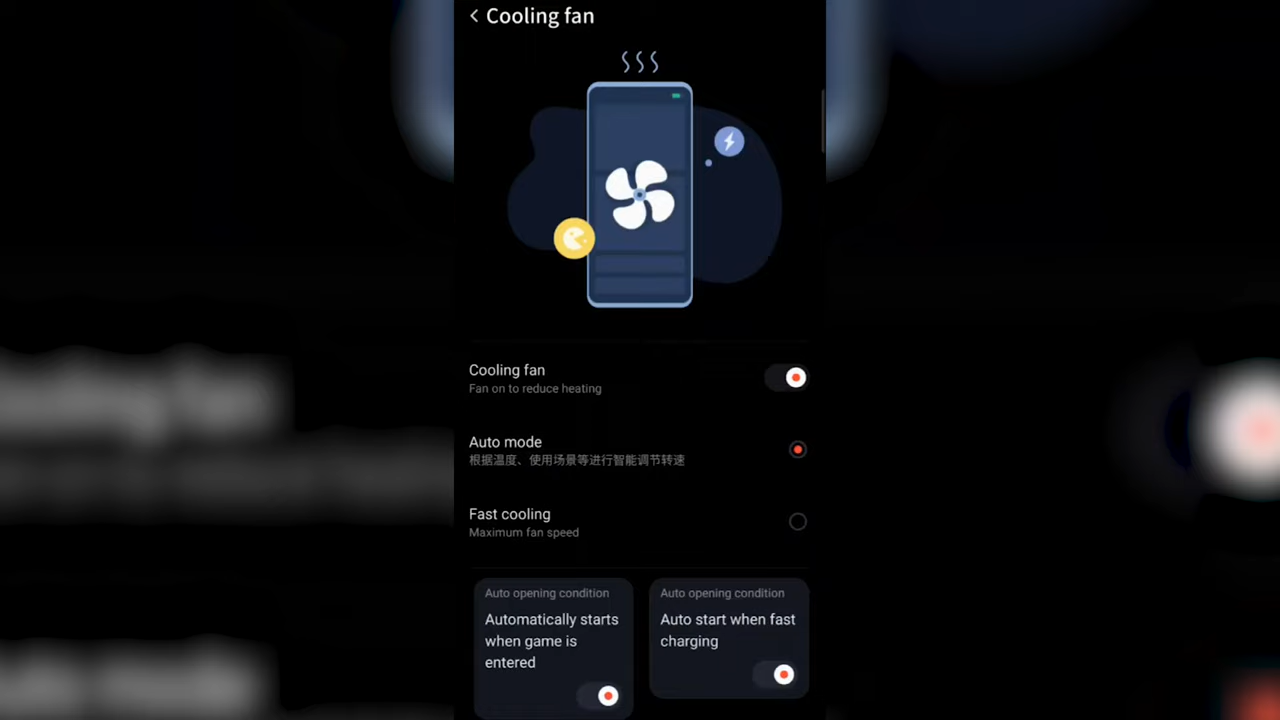 Cooling fan
Cooling fan
Fan on to reduce heating
Auto mode
根据温度、使用场景等进行智能调节转速
Fast cooling
Maximum fan speed
Auto opening condition
Automatically starts
when game is
entered
Auto opening condition
Auto start when fast
charging